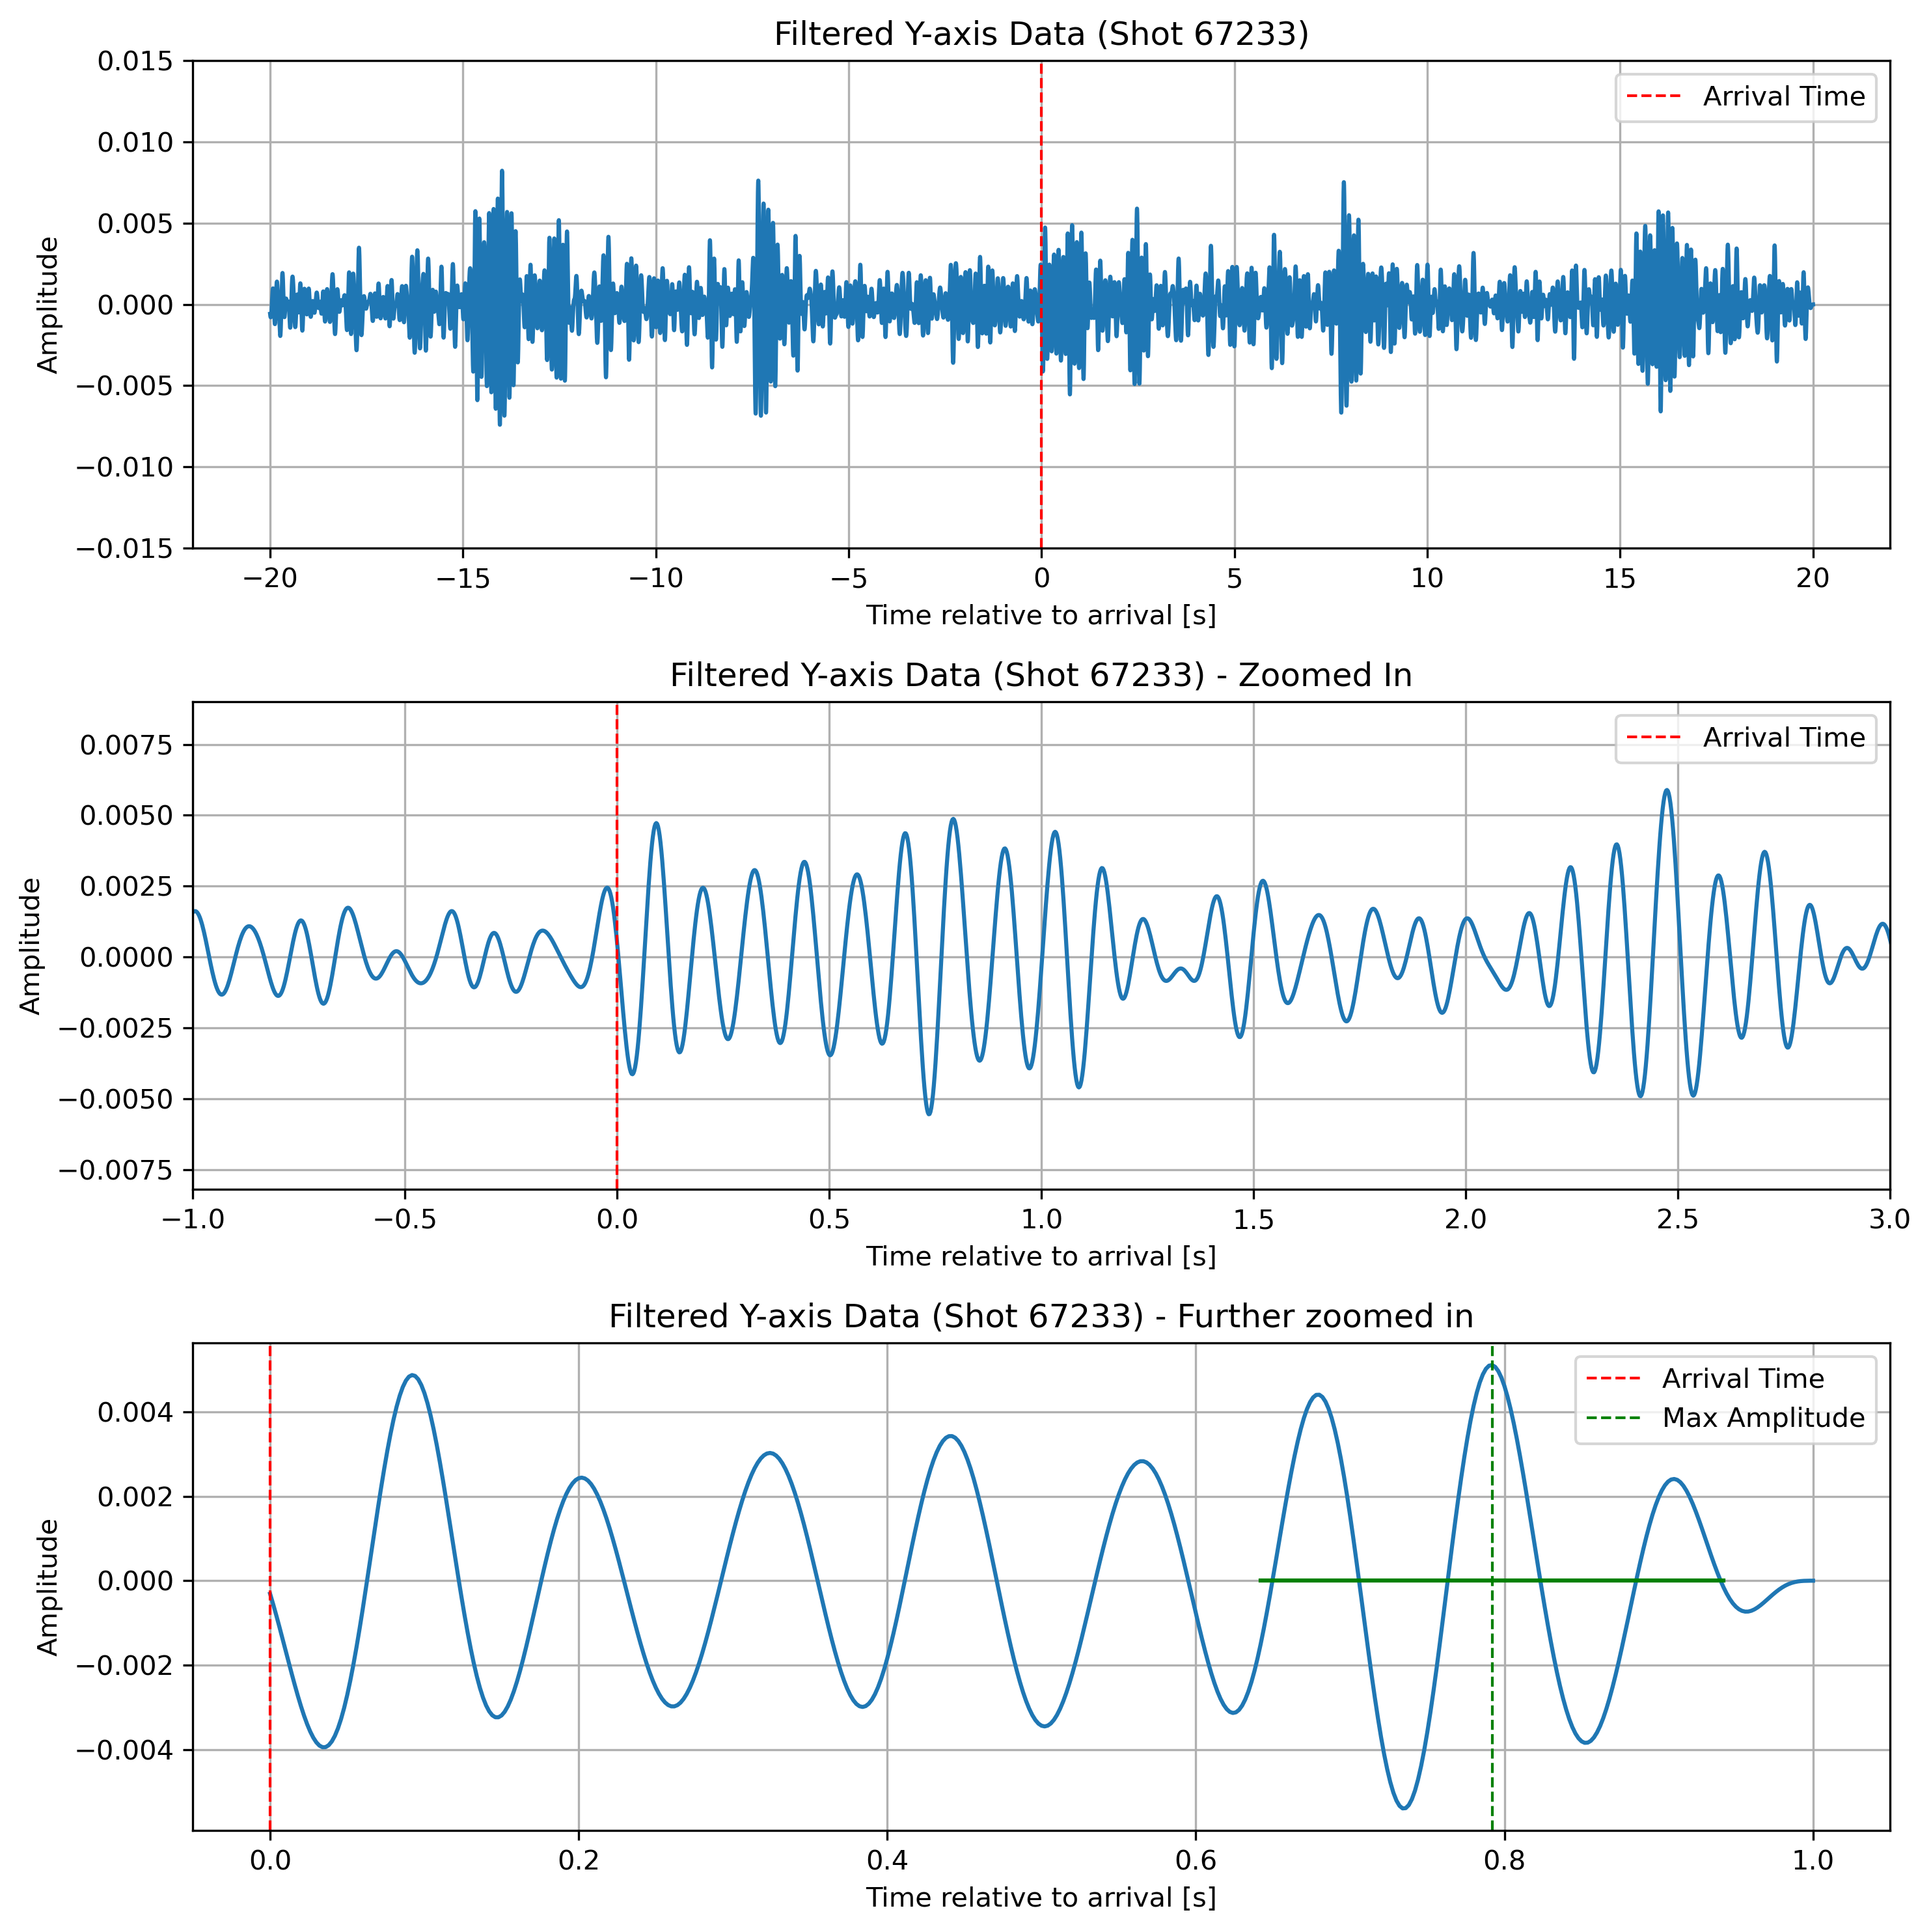 Filtered Y-axis Data (Shot 67233)
0.015
0.010
0.005
0.000
−0.005
−0.010
−0.015
Amplitude
Arrival Time
−20 −15 −10 −5 0 5 10 15 20
Time relative to arrival [s]
Filtered Y-axis Data (Shot 67233) - Zoomed In
0.0075
0.0050
0.0025
0.0000
−0.0025
−0.0050
−0.0075
Amplitude
Arrival Time
−1.0 −0.5 0.0 0.5 1.0 1.5 2.0 2.5 3.0
Time relative to arrival [s]
Filtered Y-axis Data (Shot 67233) - Further zoomed in
0.004
0.002
0.000
−0.002
−0.004
Amplitude
Arrival Time
Max Amplitude
0.0 0.2 0.4 0.6 0.8 1.0
Time relative to arrival [s]